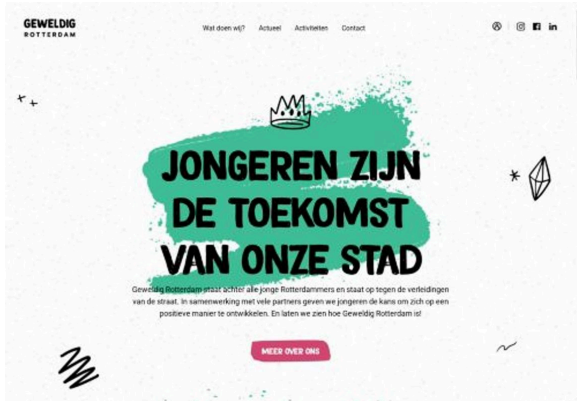 GEWELDIG
ROTTERDAM
Wat doen wij?
Actueel
Activiteiten
Contact
JONGEREN ZIJN
DE TOEKOMST
VAN ONZE STAD
Geweldig Rotterdam staat achter alle jonge Rotterdammers en staat op tegen de verleidingen
van de straat. In samenwerking met vele partners geven we jongeren de kans om zich op een
positieve manier te ontwikkelen. En laten we zien hoe Geweldig Rotterdam is!
MEER OVER ONS